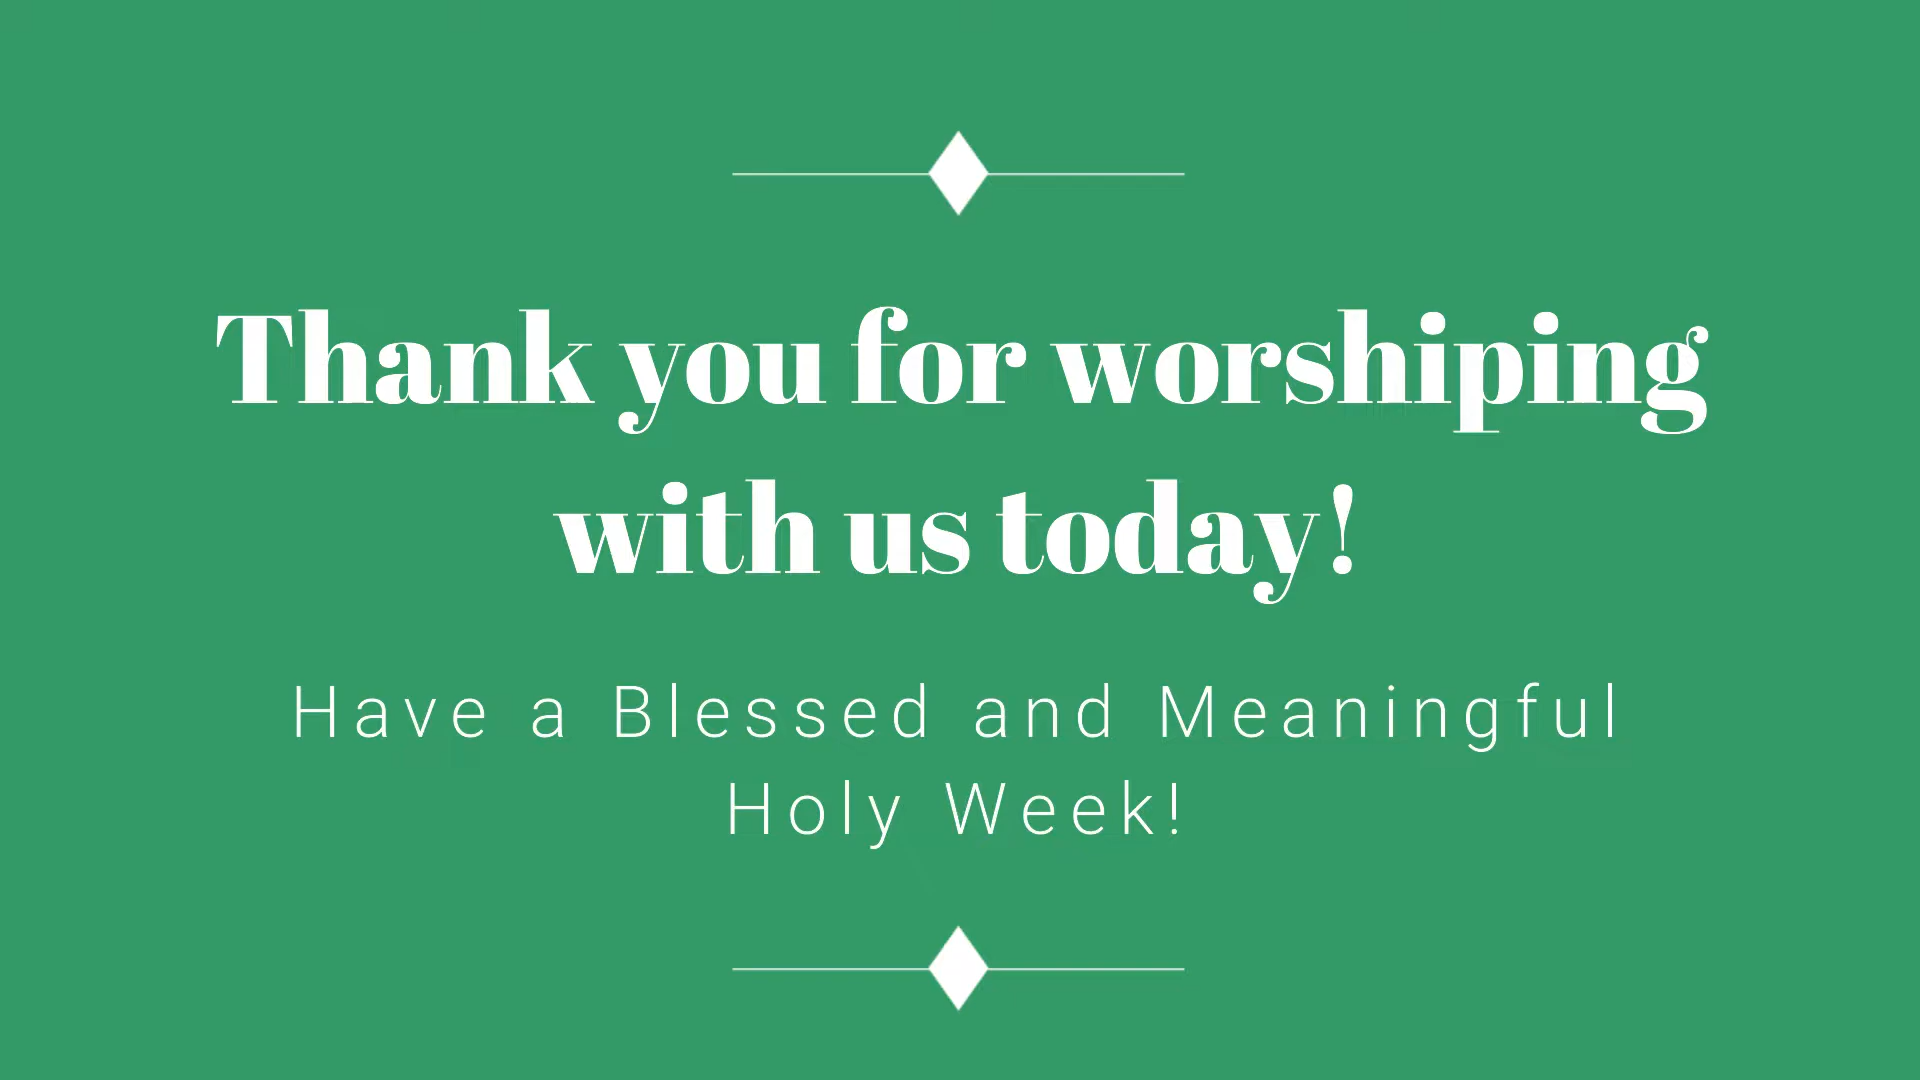 Thank you for worshiping
with us today!
Have a Blessed and Meaningful
Holy Week!